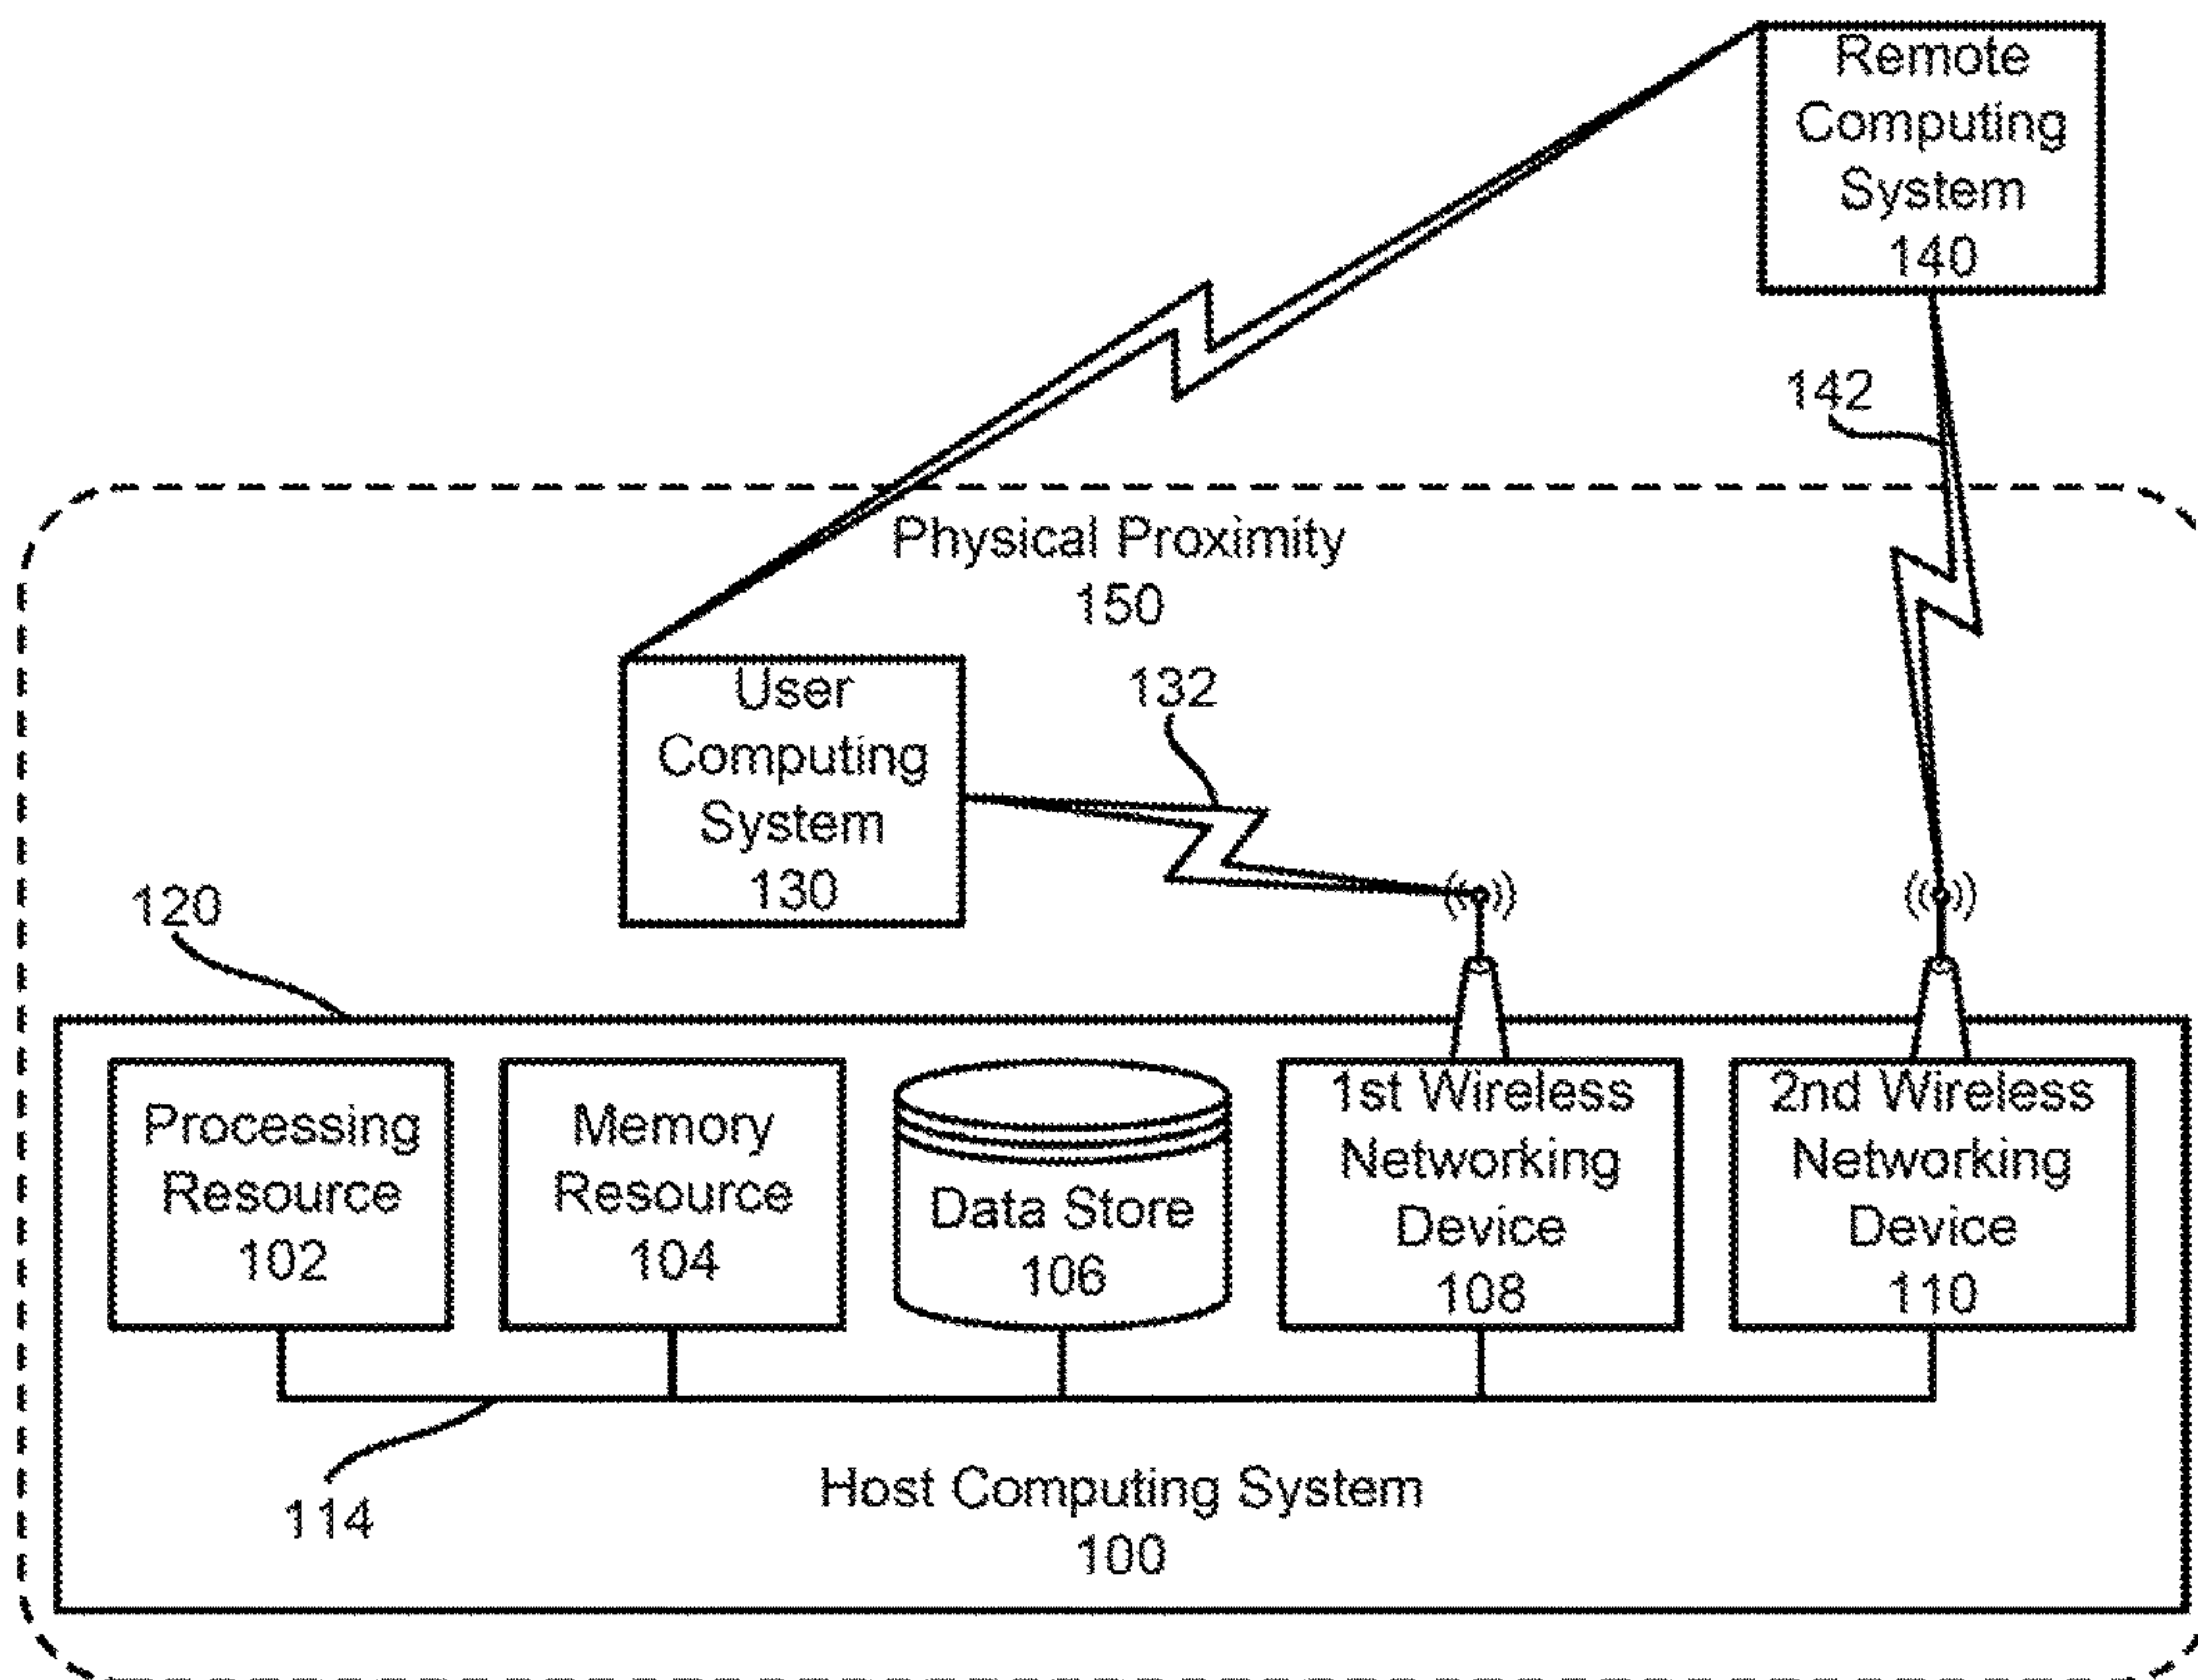 Remote
Computing
System
140
142
Physical Proximity
150
User
Computing
System
130
132
120
Processing
Resource
102
Memory
Resource
104
Data Store
106
1st Wireless
Networking
Device
108
2nd Wireless
Networking
Device
110
114
Host Computing System
100